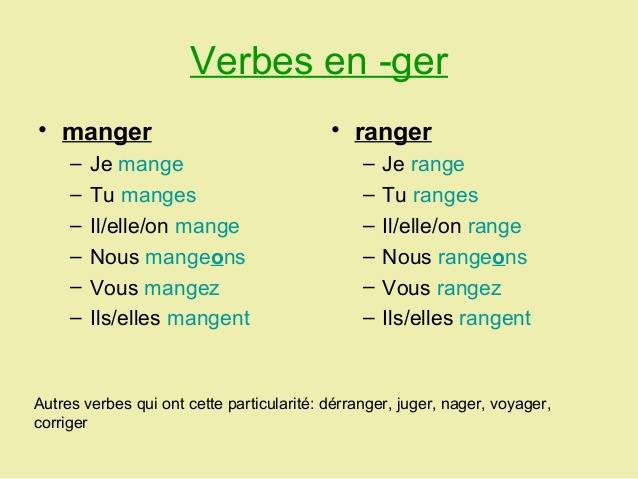 Verbes en -ger
• manger
– Je mange
– Tu manges
– Il/elle/on mange
– Nous mangeons
– Vous mangez
– Ils/elles mangent
• ranger
– Je range
– Tu ranges
– Il/elle/on range
– Nous rangeons
– Vous rangez
– Ils/elles rangent
Autres verbes qui ont cette particularité: dérranger, juger, nager, voyager,
corriger